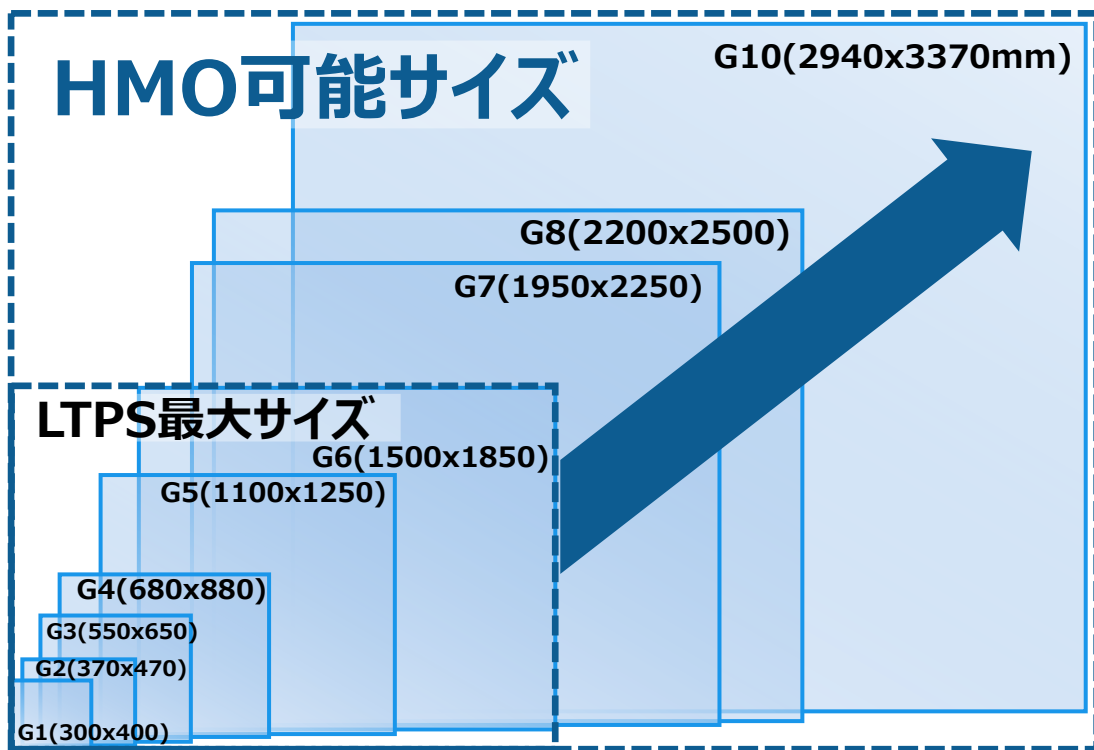 HMO可能サイズ
G10(2940x3370mm)
G8(2200x2500)
G7(1950x2250)
LTPS最大サイズ
G6(1500x1850)
G5(1100x1250)
G4(680x880)
G3(550x650)
G2(370x470)
G1(300x400)